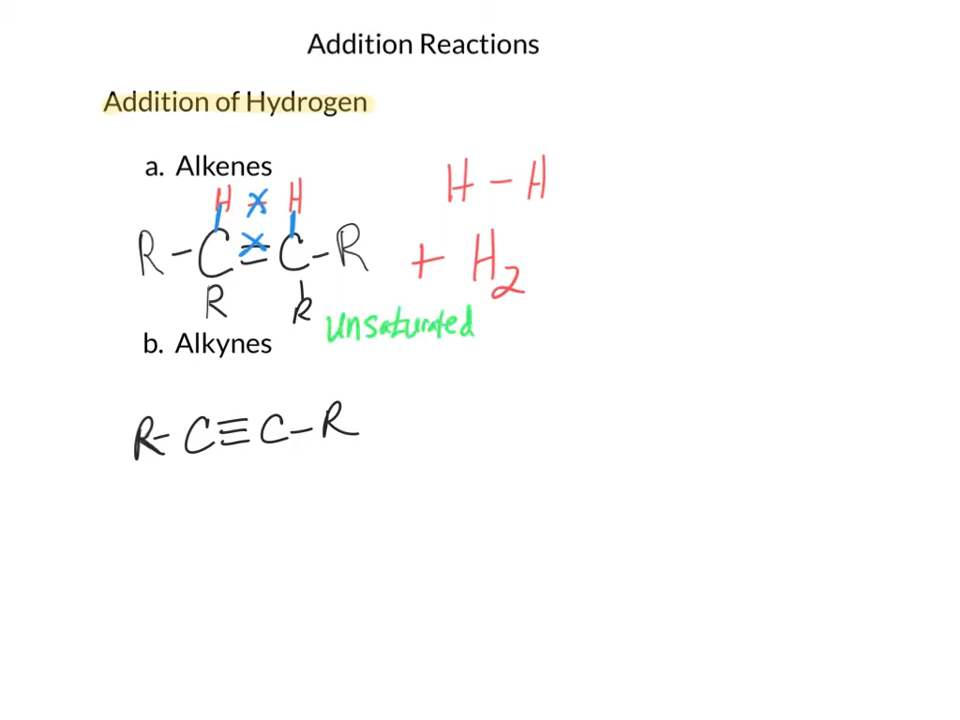 Addition Reactions
Addition of Hydrogen
a. Alkenes
H - H
H × H
R-C=C-R + H2
R R
Unsaturated
b. Alkynes
R-C≡C-R